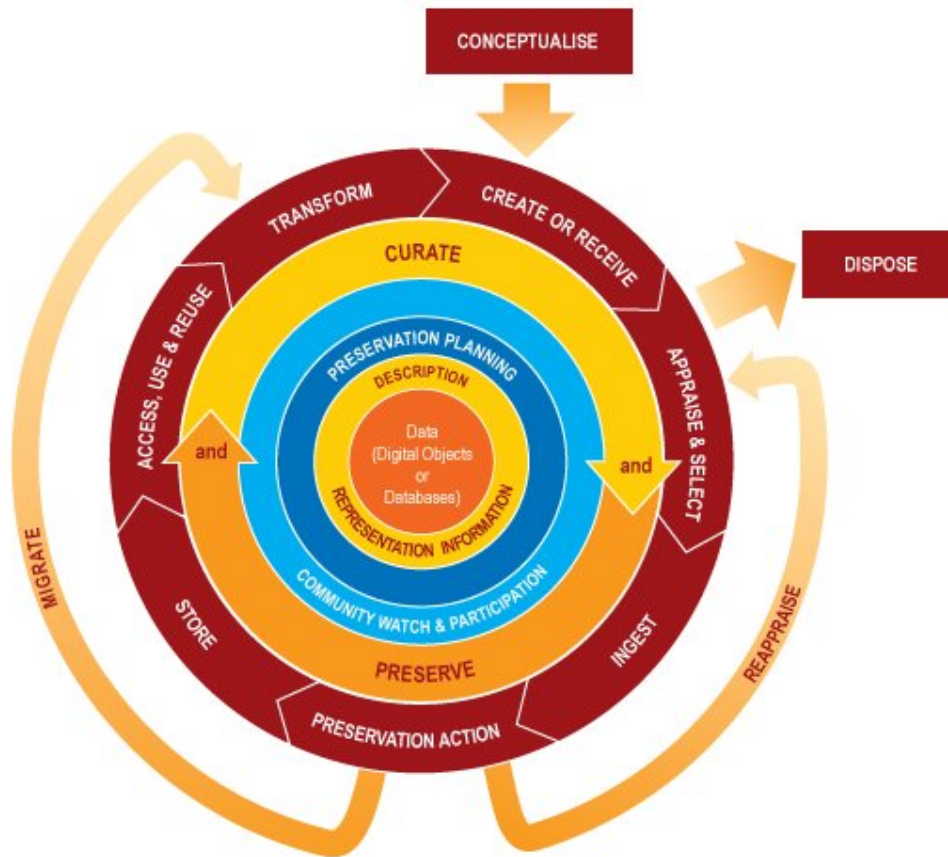 CONCEPTUALISE
TRANSFORM
CREATE OR RECEIVE
DISPOSE
APPRAISE & SELECT
INGEST
PRESERVATION ACTION
STORE
ACCESS, USE & REUSE
CURATE
and
PRESERVE
and
COMMUNITY WATCH & PARTICIPATION
PRESERVATION PLANNING
DESCRIPTION
REPRESENTATION INFORMATION
Data
(Digital Objects
or
Databases)
MIGRATE
REAPPRAISE